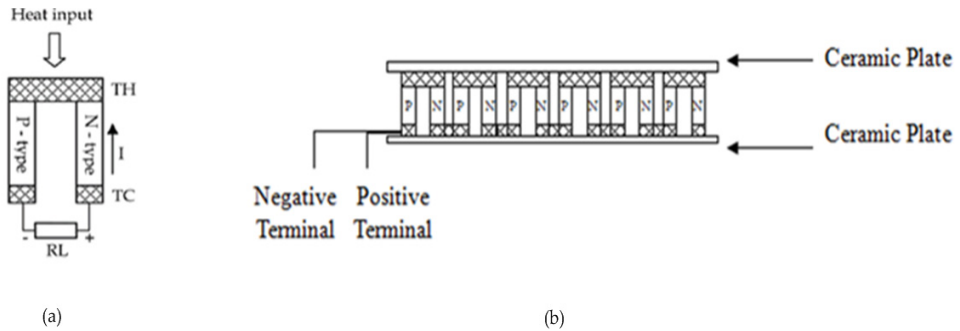 Heat input
TH
P - type
N - type
I
TC
- +
RL
(a)
Ceramic Plate
P N P N P N P N P N P N
Ceramic Plate
Negative Positive
Terminal Terminal
(b)